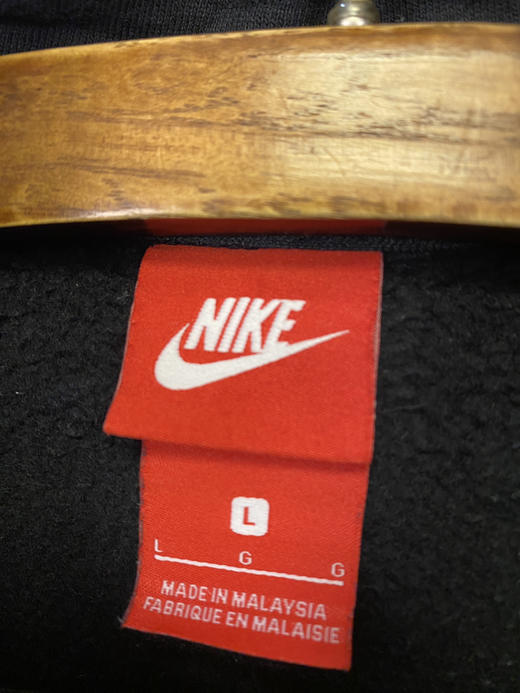 NIKE
L
L G G
MADE IN MALAYSIA
FABRIQUE EN MALAISIE